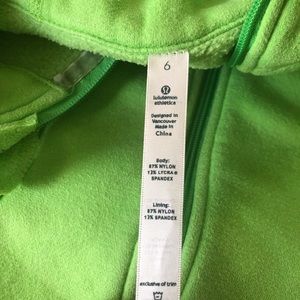 6
lululemon
athletica
Designed in
Vancouver
Made in
China
Body:
87% NYLON
13% LYCRA®
SPANDEX
Lining:
87% NYLON
13% SPANDEX
exclusive of trim